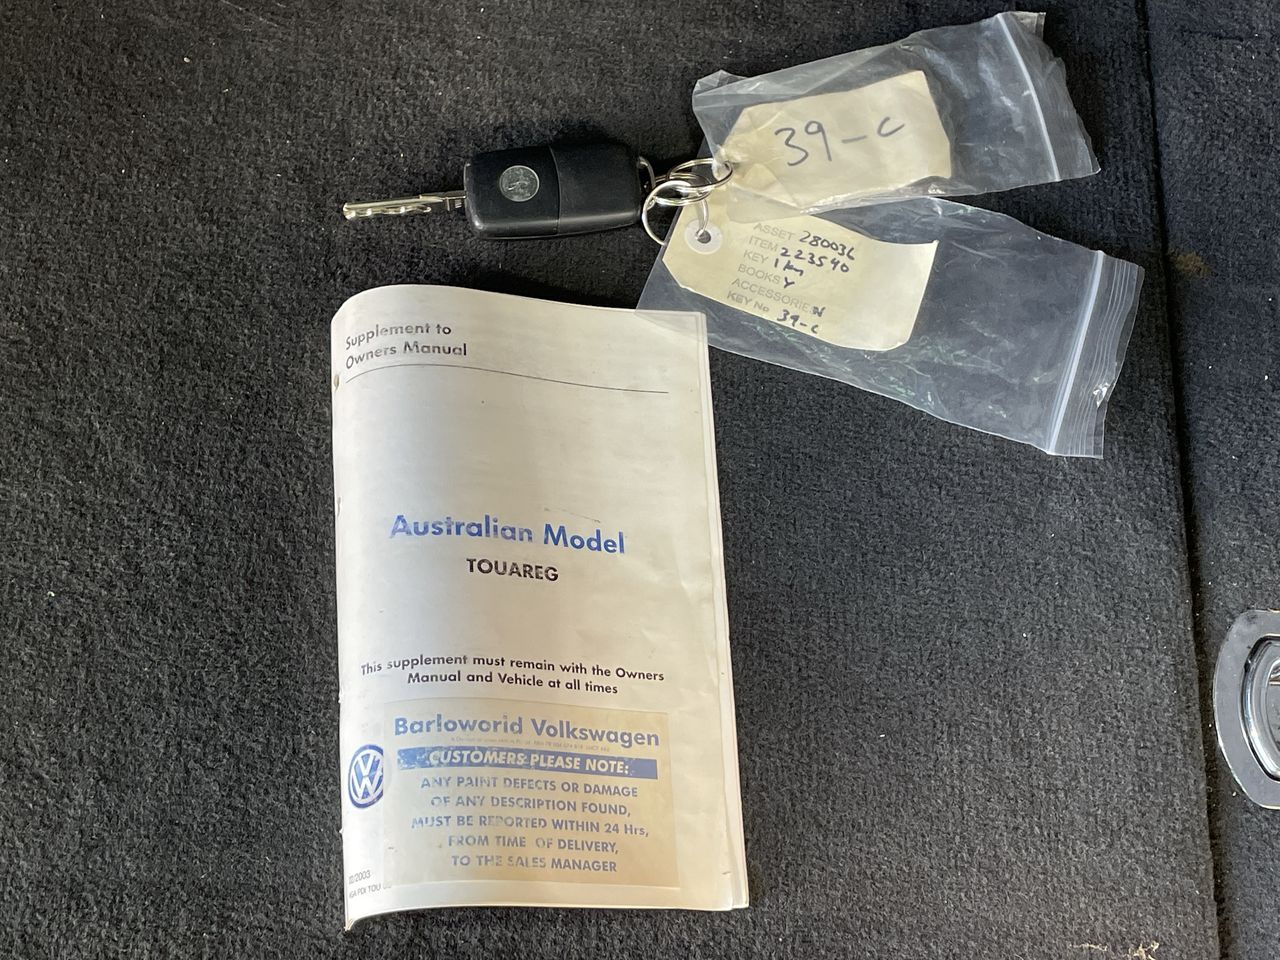 39-C
ASSET 280036
ITEM 223540
KEY 1
BOOKS Y
ACCESSORIES N
KEY No 39-C
Supplement to
Owners Manual
Australian Model
TOUAREG
This supplement must remain with the Owners
Manual and Vehicle at all times
Barloworld Volkswagen
CUSTOMERS PLEASE NOTE:
ANY PAINT DEFECTS OR DAMAGE
OF ANY DESCRIPTION FOUND,
MUST BE REPORTED WITHIN 24 Hrs,
FROM TIME OF DELIVERY,
TO THE SALES MANAGER
/2003
PDI TOU